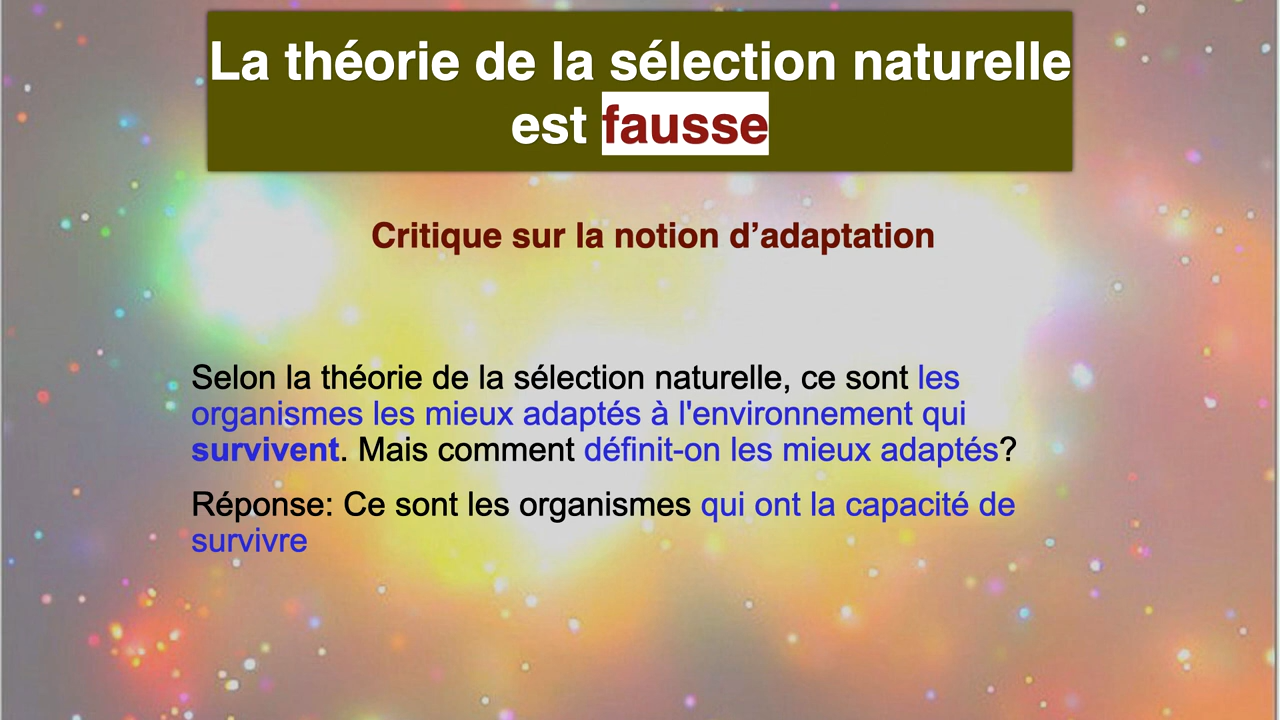 La théorie de la sélection naturelle
est fausse
Critique sur la notion d’adaptation
Selon la théorie de la sélection naturelle, ce sont les
organismes les mieux adaptés à l'environnement qui
survivent. Mais comment définit-on les mieux adaptés?
Réponse: Ce sont les organismes qui ont la capacité de
survivre